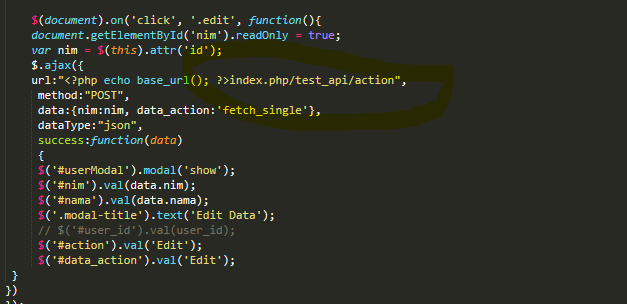 $(document).on('click', '.edit', function(){
document.getElementById('nim').readOnly = true;
var nim = $(this).attr('id');
$.ajax({
url:"<?php echo base_url(); ?>index.php/test_api/action",
method:"POST",
data:{nim:nim, data_action:'fetch_single'},
dataType:"json",
success:function(data)
{
$('#userModal').modal('show');
$('#nim').val(data.nim);
$('#nama').val(data.nama);
$('.modal-title').text('Edit Data');
// $('#user_id').val(user_id);
$('#action').val('Edit');
$('#data_action').val('Edit');
}
})